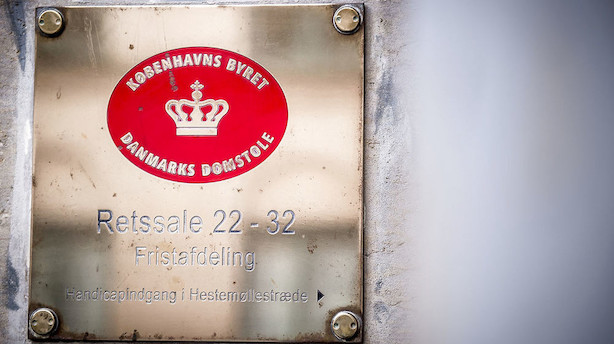 KØBENHAVNS BYRET
DANMARKS DOMSTOLE
Retssale 22 - 32
Fristafdeling
Handicapindgang i Hestemøllestræde